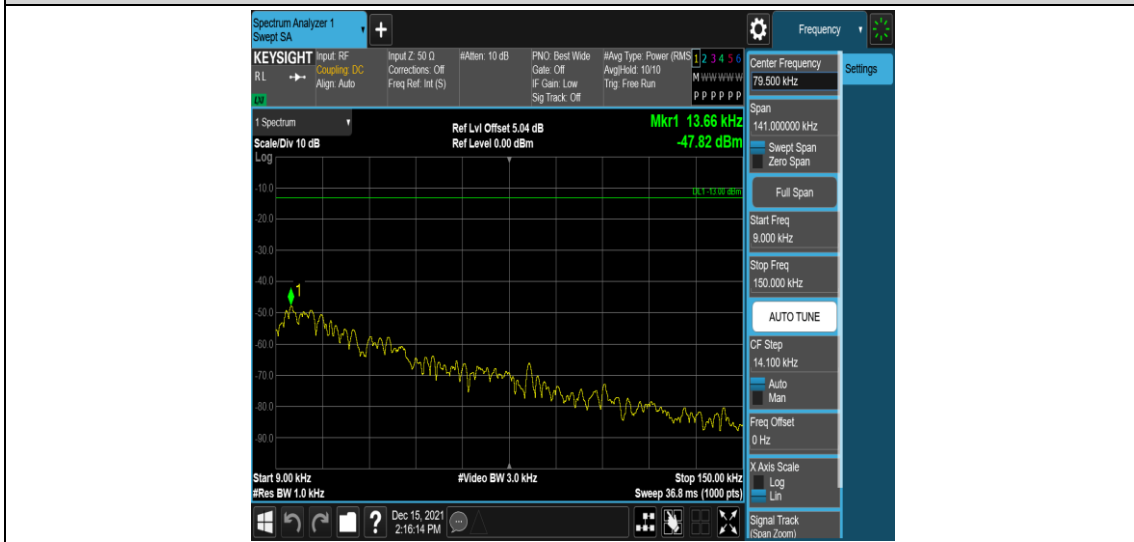 Spectrum Analyzer 1
Swept SA
+
Frequency
KEYSIGHT
RL
LXI
Input: RF
Coupling: DC
Align: Auto
Input Z: 50 Ω
Corrections: Off
Freq Ref: Int (S)
#Atten: 10 dB
PNO: Best Wide
Gate: Off
IF Gain: Low
Sig Track: Off
#Avg Type: Power (RMS
Avg|Hold: 10/10
Trig: Free Run
1 2 3 4 5 6
M W W W W W
P P P P P P
Center Frequency
79.500 kHz
Settings
Span
141.000000 kHz
Swept Span
Zero Span
Full Span
Start Freq
9.000 kHz
Stop Freq
150.000 kHz
AUTO TUNE
CF Step
14.100 kHz
Auto
Man
Freq Offset
0 Hz
X Axis Scale
Log
Lin
Signal Track
(Span Zoom)
1 Spectrum
Scale/Div 10 dB
Log
Ref Lvl Offset 5.04 dB
Ref Level 0.00 dBm
Mkr1 13.66 kHz
-47.82 dBm
DL1 -13.00 dBm
-10.0
-20.0
-30.0
-40.0
1
-50.0
-60.0
-70.0
-80.0
-90.0
Start 9.00 kHz
#Res BW 1.0 kHz
#Video BW 3.0 kHz
Stop 150.00 kHz
Sweep 36.8 ms (1000 pts)
?
Dec 15, 2021
2:16:14 PM